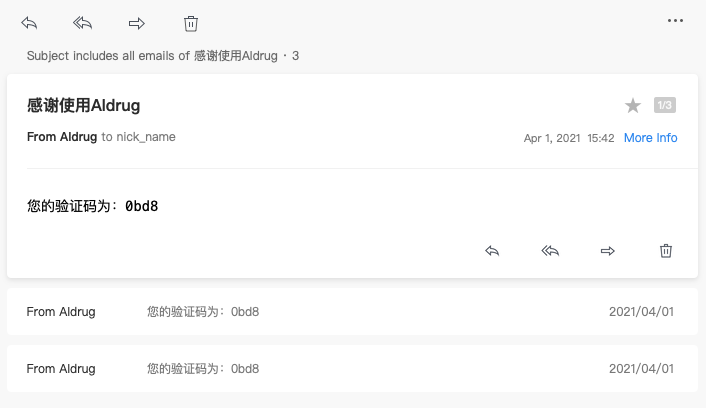 Subject includes all emails of 感谢使用AIdrug · 3
感谢使用AIdrug
1/3
From AIdrug to nick_name
Apr 1, 2021 15:42 More Info
您的验证码为：0bd8
From AIdrug 您的验证码为：0bd8 2021/04/01
From AIdrug 您的验证码为：0bd8 2021/04/01